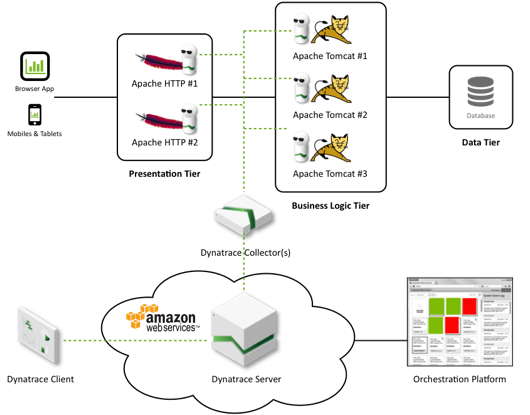 Apache Tomcat #1
Browser App
Apache HTTP #1
Database
Apache Tomcat #2
Mobiles & Tablets
Apache HTTP #2
Data Tier
Presentation Tier
Apache Tomcat #3
Business Logic Tier
Dynatrace Collector(s)
amazon
web services™
Dynatrace Client
Dynatrace Server
Orchestration Platform